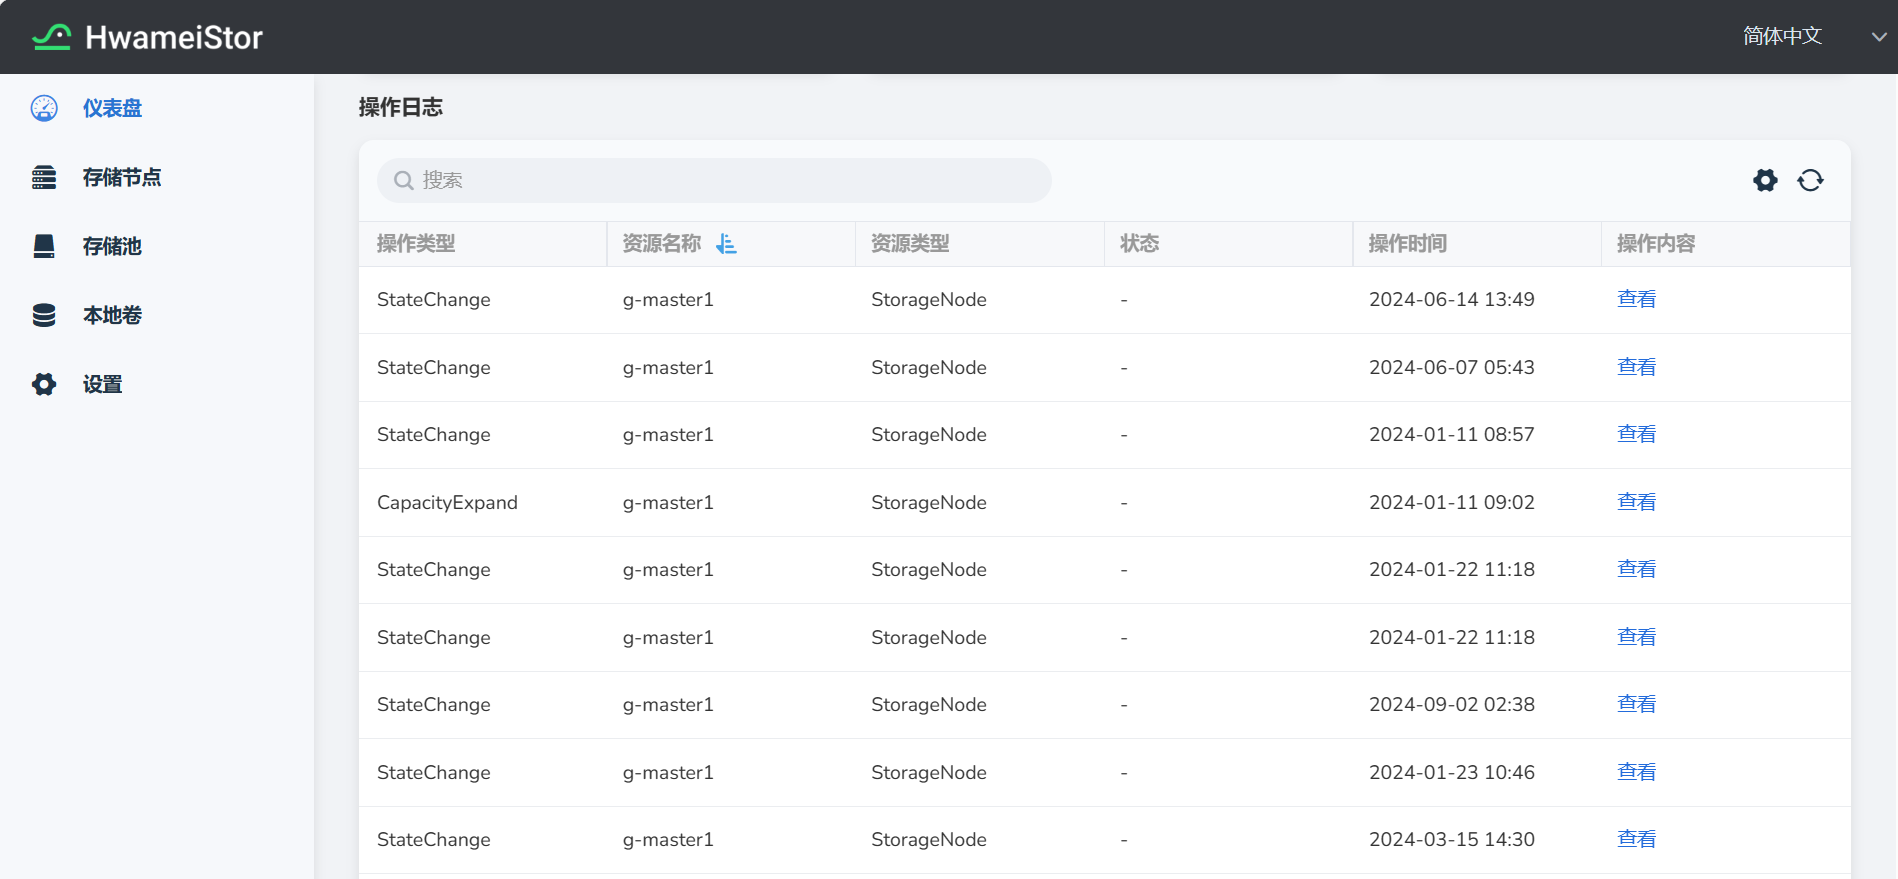 HwameiStor
简体中文
仪表盘
存储节点
存储池
本地卷
设置
操作日志
搜索
操作类型 资源名称 资源类型 状态 操作时间 操作内容
StateChange g-master1 StorageNode - 2024-06-14 13:49 查看
StateChange g-master1 StorageNode - 2024-06-07 05:43 查看
StateChange g-master1 StorageNode - 2024-01-11 08:57 查看
CapacityExpand g-master1 StorageNode - 2024-01-11 09:02 查看
StateChange g-master1 StorageNode - 2024-01-22 11:18 查看
StateChange g-master1 StorageNode - 2024-01-22 11:18 查看
StateChange g-master1 StorageNode - 2024-09-02 02:38 查看
StateChange g-master1 StorageNode - 2024-01-23 10:46 查看
StateChange g-master1 StorageNode - 2024-03-15 14:30 查看